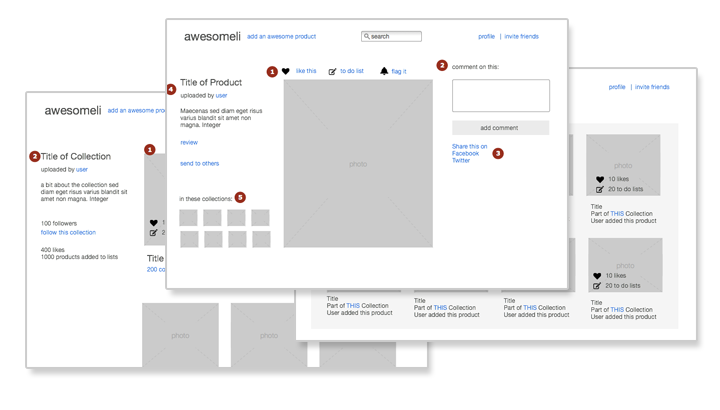 awesomeli add an awesome product search profile | invite friends
1 like this to do list flag it
2 comment on this:
add comment
Share this on
Facebook
Twitter
3
4
Title of Product
uploaded by user
Maecenas sed diam eget risus
varius blandit sit amet non
magna. Integer
review
send to others
in these collections: 5
photo
awesomeli add an awesome
1
2 Title of Collection
uploaded by user
a bit about the collection sed
diam eget risus varius blandit sit
amet non magna. Integer
100 followers
follow this collection
400 likes
1000 products added to lists
1
2
Title
200 co
photo
photo
profile | invite friends
photo
10 likes
20 to do lists
Title
Part of THIS Collection
User added this product
photo
10 likes
20 to do lists
Title
Part of THIS Collection
User added this product
Title
Part of THIS Collection
User added this product
Title
Part of THIS Collection
User added this product
Title
Part of THIS Collection
User added this product